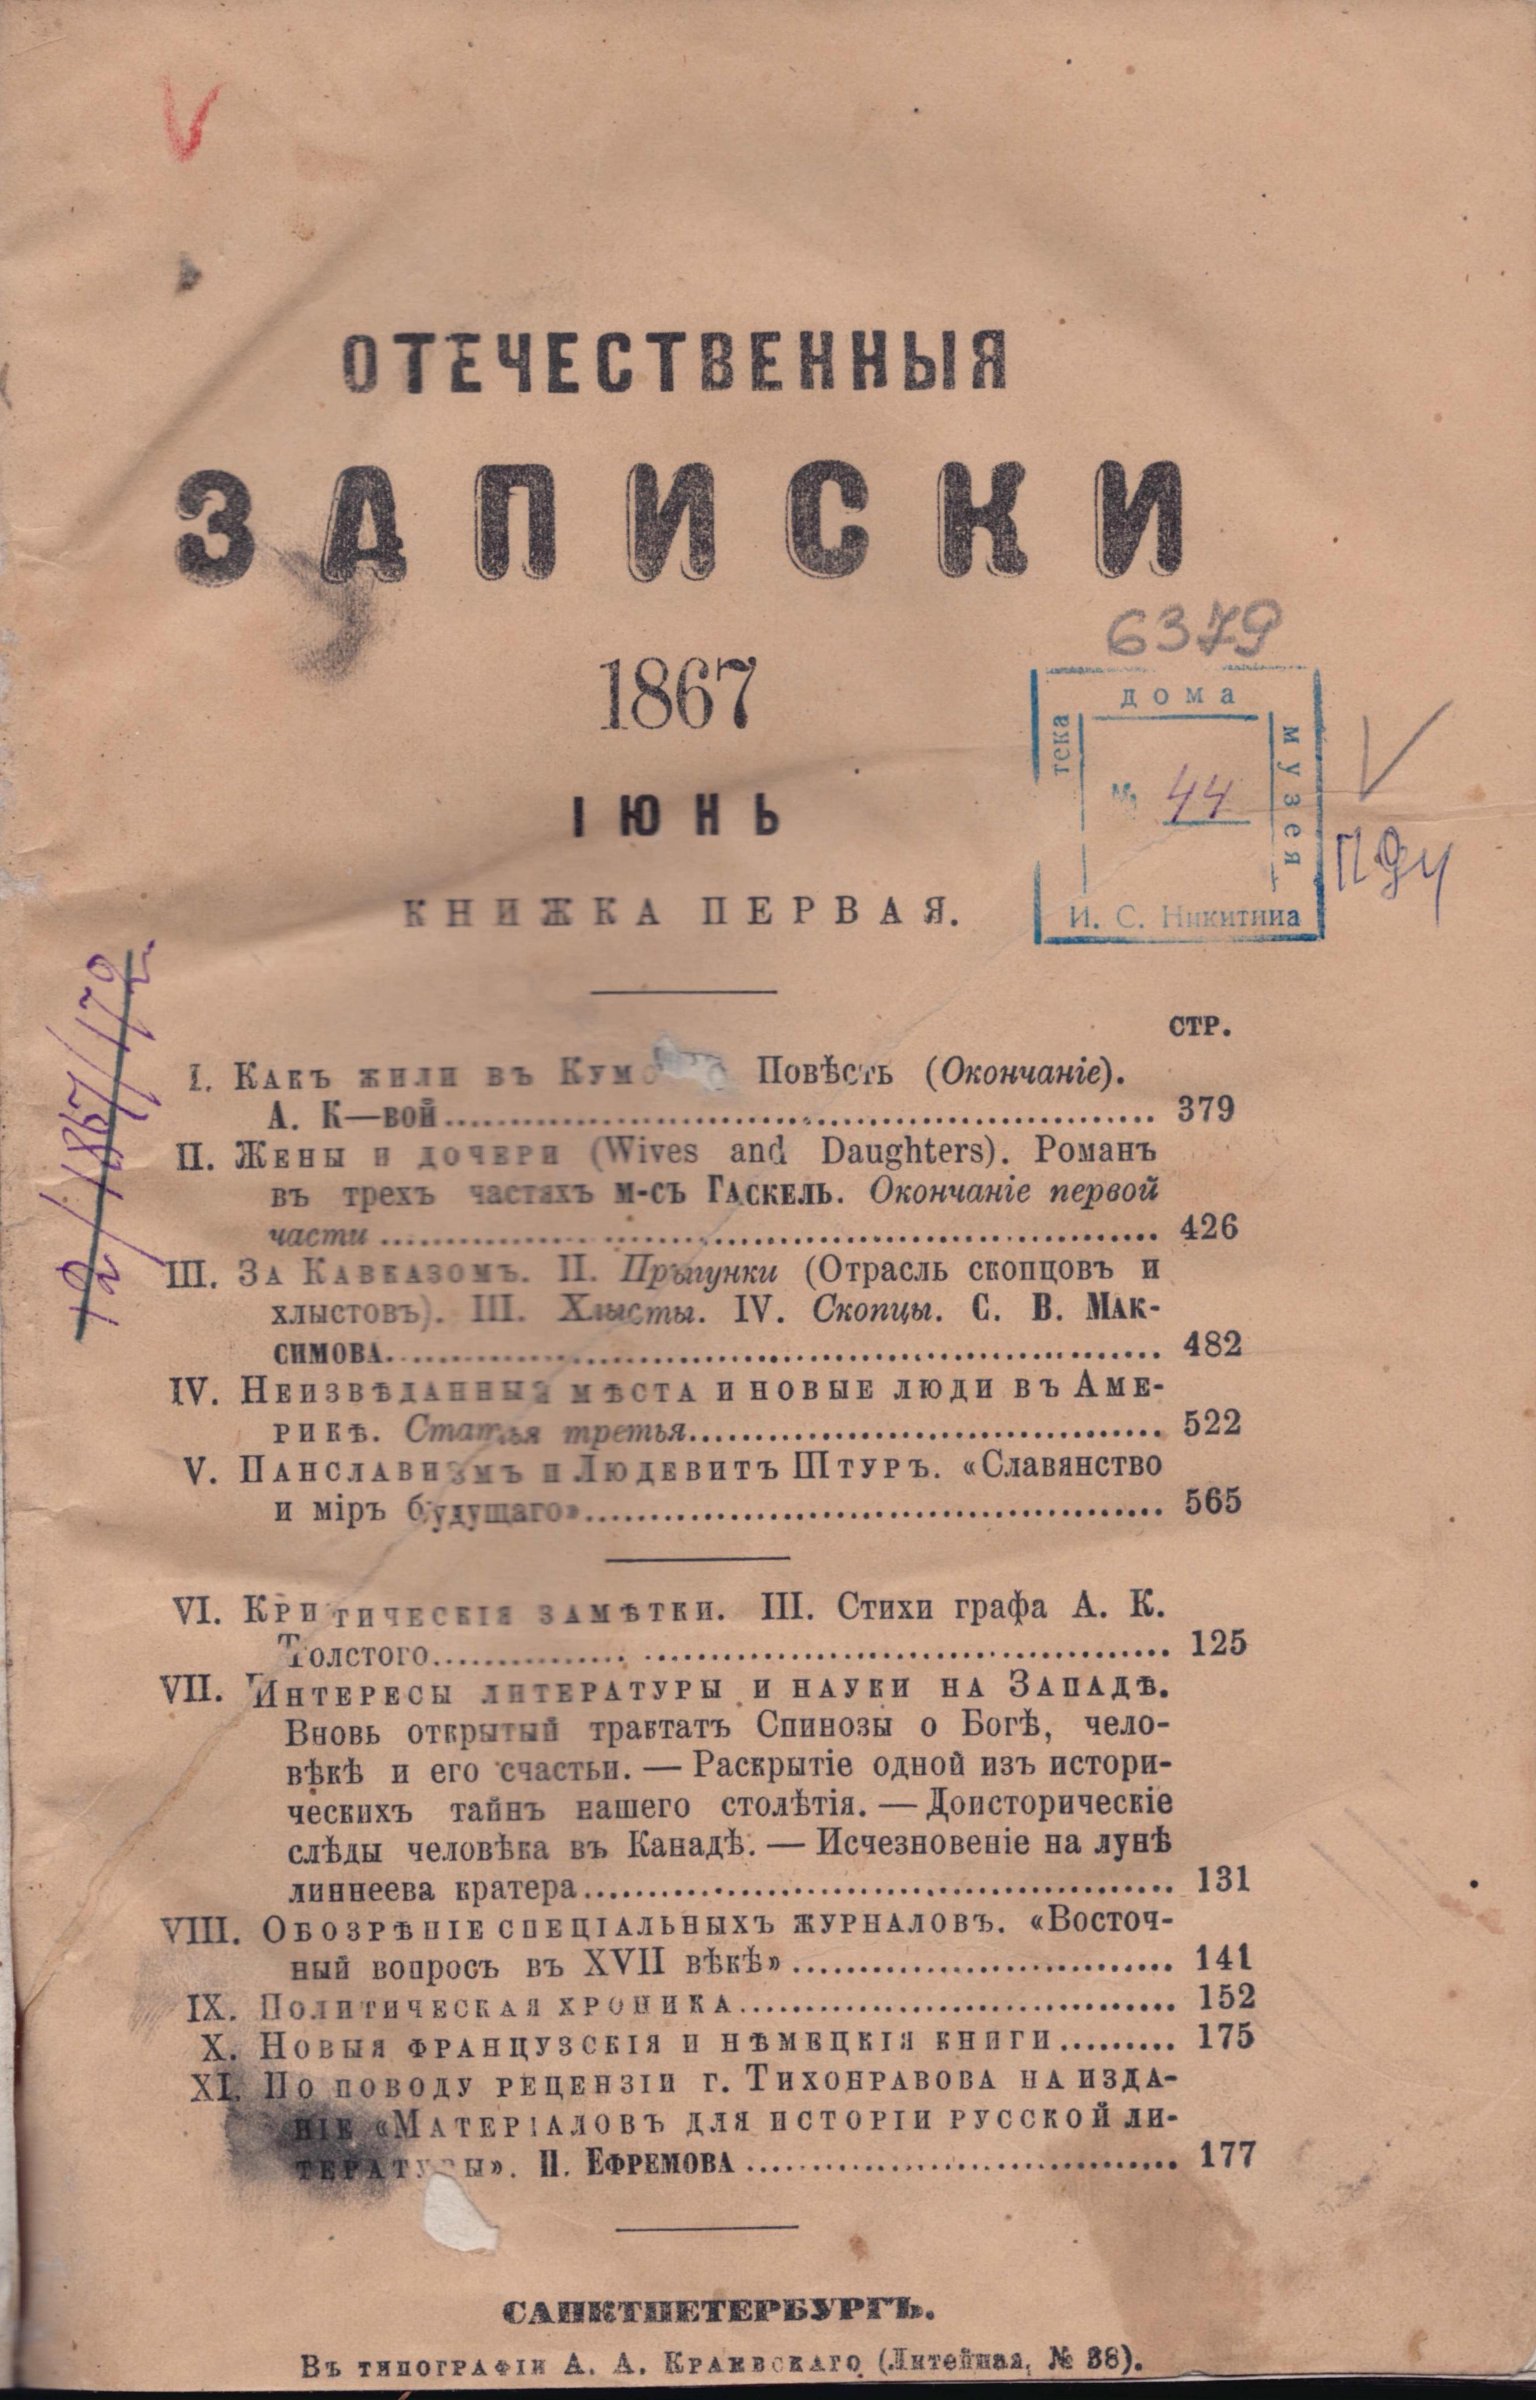 ОТЕЧЕСТВЕННЫЯ
ЗАПИСКИ
6379
1867
дома
тека
музея
№ 44
И. С. Никитина
ІЮНЬ
КНИЖКА ПЕРВАЯ.
12/1867/172
СТР.
I. Какъ жили въ Повѣсть (Окончаніе).
А. К—вой 379
II. Жены и дочери (Wives and Daughters). Романъ
въ трехъ частяхъ м-съ Гаскель. Окончаніе первой
части 426
III. За Кавказомъ. II. Прыгунки (Отрасль скопцовъ и
хлыстовъ). III. Хлысты. IV. Скопцы. С. В. Мак-
симова 482
IV. Неизвѣданныя мѣста и новые люди въ Аме-
рикѣ. Статья третья 522
V. Панславизмъ и Людевитъ Штуръ. «Славянство
и міръ будущаго» 565
VI. Критическія замѣтки. III. Стихи графа А. К.
Толстого 125
VII. Интересы литературы и науки на Западѣ.
Вновь открытый трактатъ Спинозы о Богѣ, чело-
вѣкѣ и его счастьи. — Раскрытіе одной изъ истори-
ческихъ тайнъ нашего столѣтія. — Доисторическіе
слѣды человѣка въ Канадѣ. — Исчезновеніе на лунѣ
линнеева кратера 131
VIII. Обозрѣніе спеціальныхъ журналовъ. «Восточ-
ный вопросъ въ XVII вѣкѣ» 141
IX. Политическая хроника 152
X. Новыя французскія и нѣмецкія книги 175
XI. По поводу рецензіи г. Тихонравова на изда-
ніе «Матеріаловъ для исторіи русской ли-
тературы». П. Ефремова 177
САНКТПЕТЕРБУРГЪ.
Въ типографіи А. А. Краевскаго (Литейная, № 38).